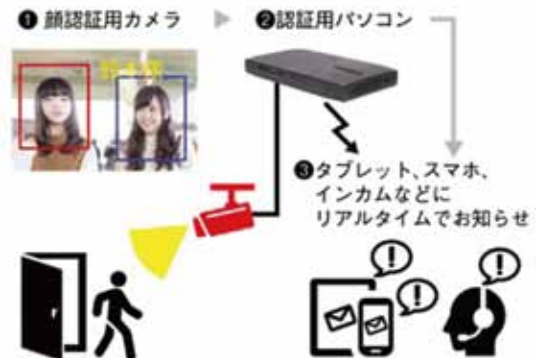 ❶ 顔認証用カメラ
❷認証用パソコン
❸タブレット、スマホ、
インカムなどに
リアルタイムでお知らせ